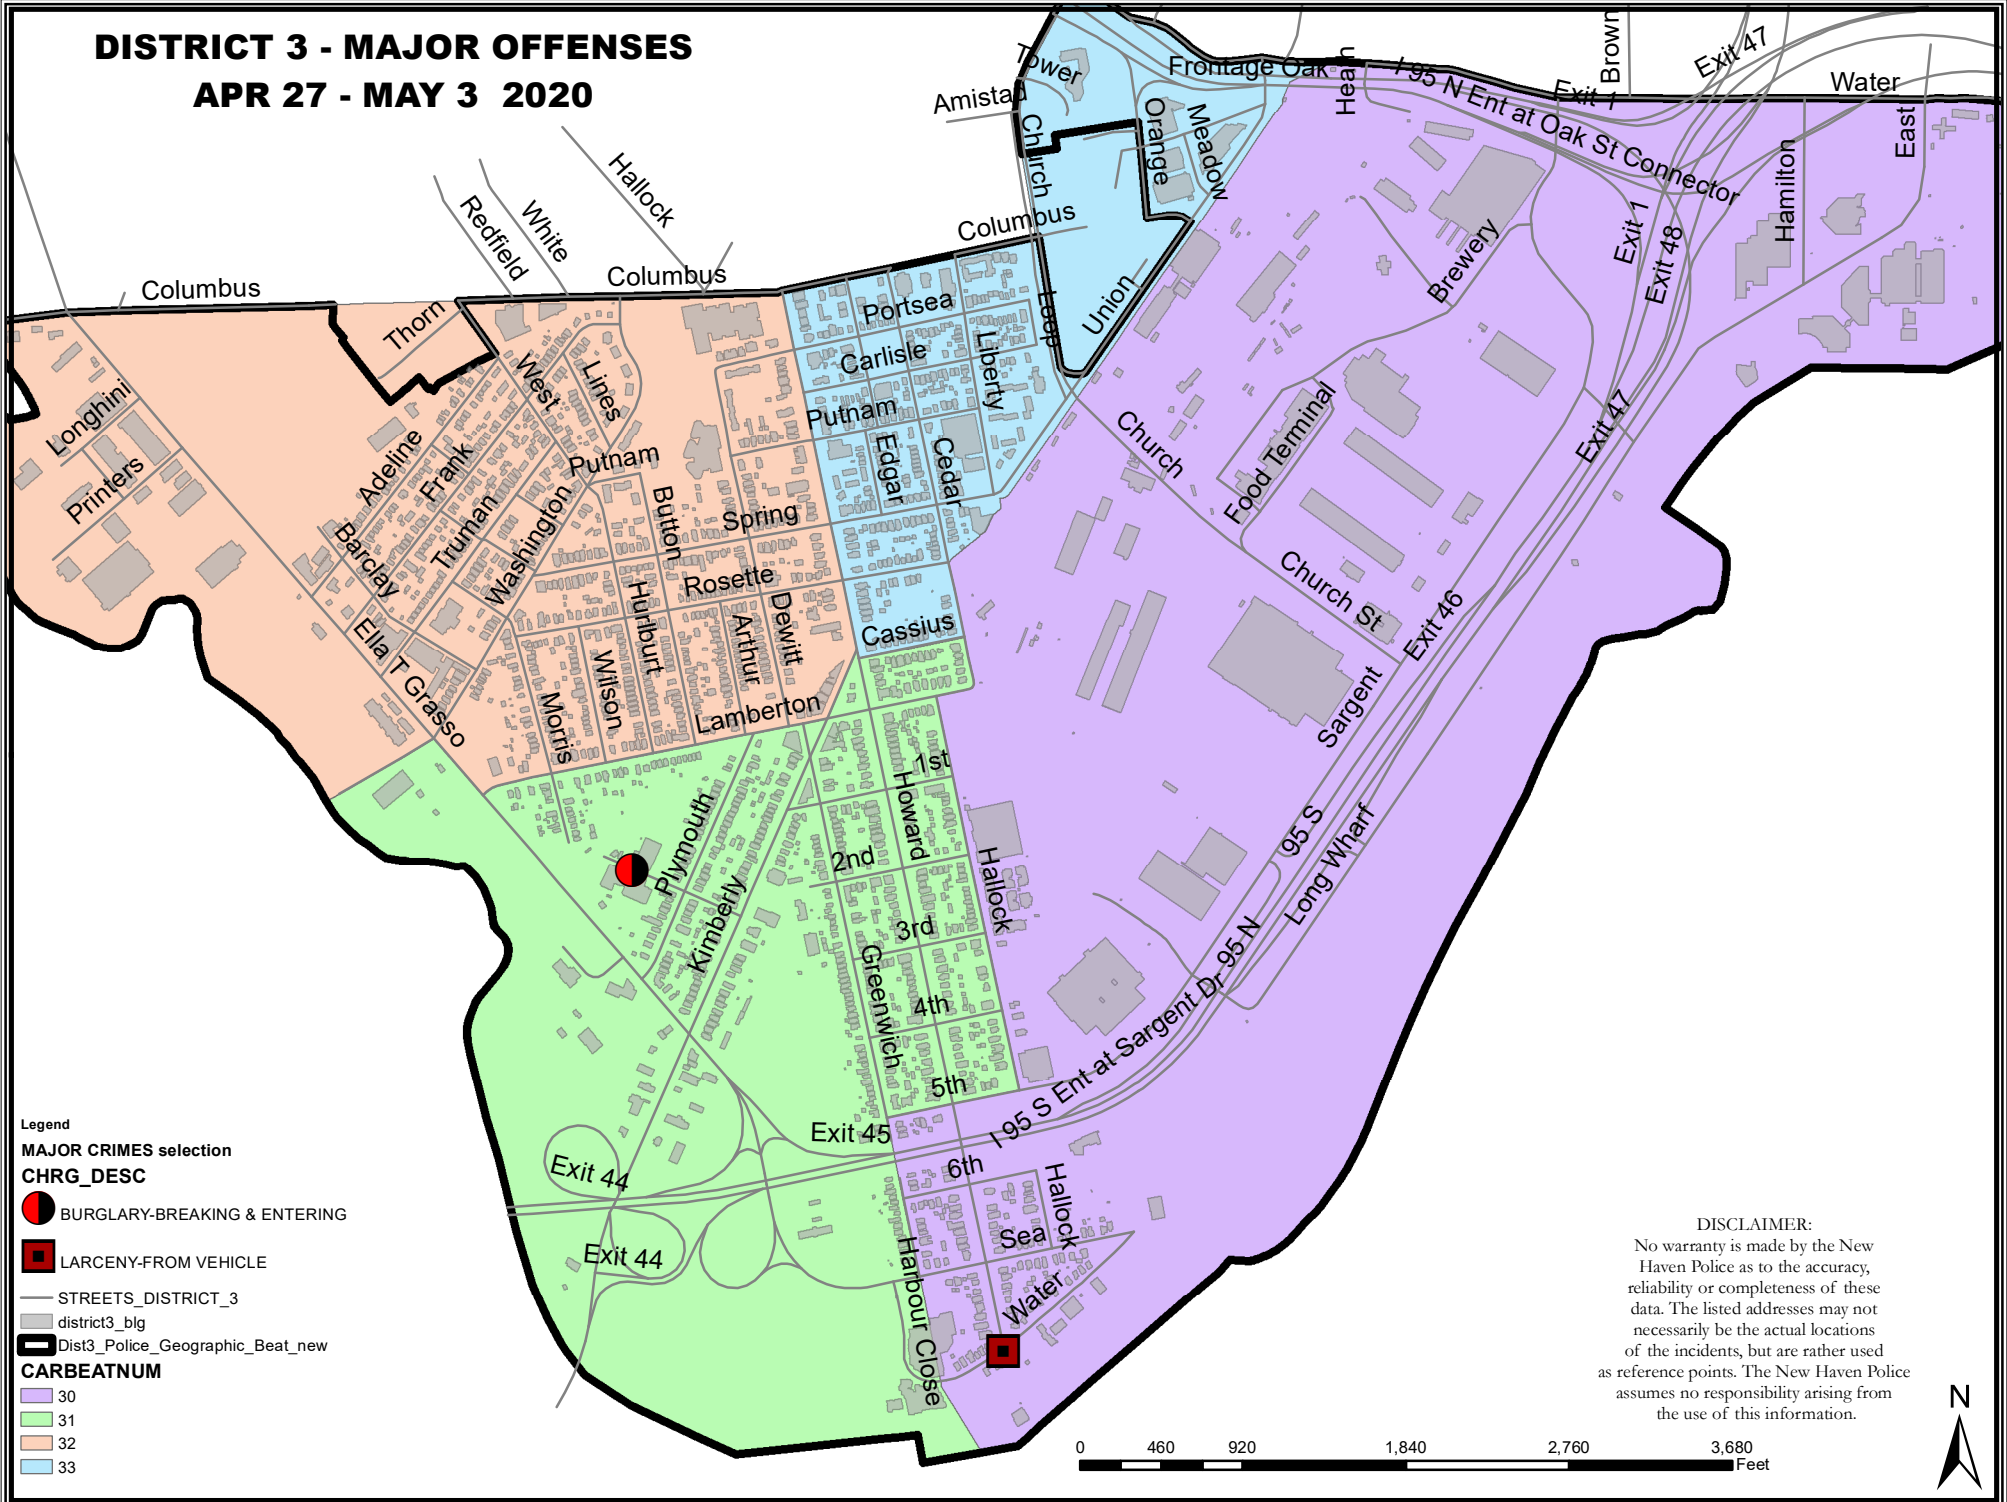 DISTRICT 3 - MAJOR OFFENSES
APR 27 - MAY 3 2020
Tower
Amistad
Church
Frontage Oak
Orange
Meadow
Heath
I 95 N Ent at Oak St Connector
Exit 1
Brown
Exit 47
Water
East
Hamilton
Exit 1
Exit 48
Hallock
White
Redfield
Columbus
Columbus
Columbus
Thorn
Portsea
Carlisle
Putnam
Liberty
Loop
Union
Brewery
Longhini
Printers
Adeline
Frank
West
Lines
Putnam
Truman
Washington
Barclay
Button
Spring
Edgar
Cedar
Church
Food Terminal
Exit 47
Church St
Exit 46
Rosette
Hurlburt
Arthur
Dewitt
Cassius
Ella T Grasso
Wilson
Morris
Lamberton
Sargent
1st
Howard
Plymouth
2nd
Kimberly
Hallock
95 S
Long Wharf
3rd
95 N
Greenwich
4th
5th
I 95 S Ent at Sargent Dr
Exit 45
Exit 44
6th
Hallock
Sea
Exit 44
Harbour Close
Water
Legend
MAJOR CRIMES selection
CHRG_DESC
BURGLARY-BREAKING & ENTERING
LARCENY-FROM VEHICLE
STREETS_DISTRICT_3
district3_blg
Dist3_Police_Geographic_Beat_new
CARBEATNUM
30
31
32
33
DISCLAIMER:
No warranty is made by the New
Haven Police as to the accuracy,
reliability or completeness of these
data. The listed addresses may not
necessarily be the actual locations
of the incidents, but are rather used
as reference points. The New Haven Police
assumes no responsibility arising from
the use of this information.
N
0 460 920 1,840 2,760 3,680
Feet